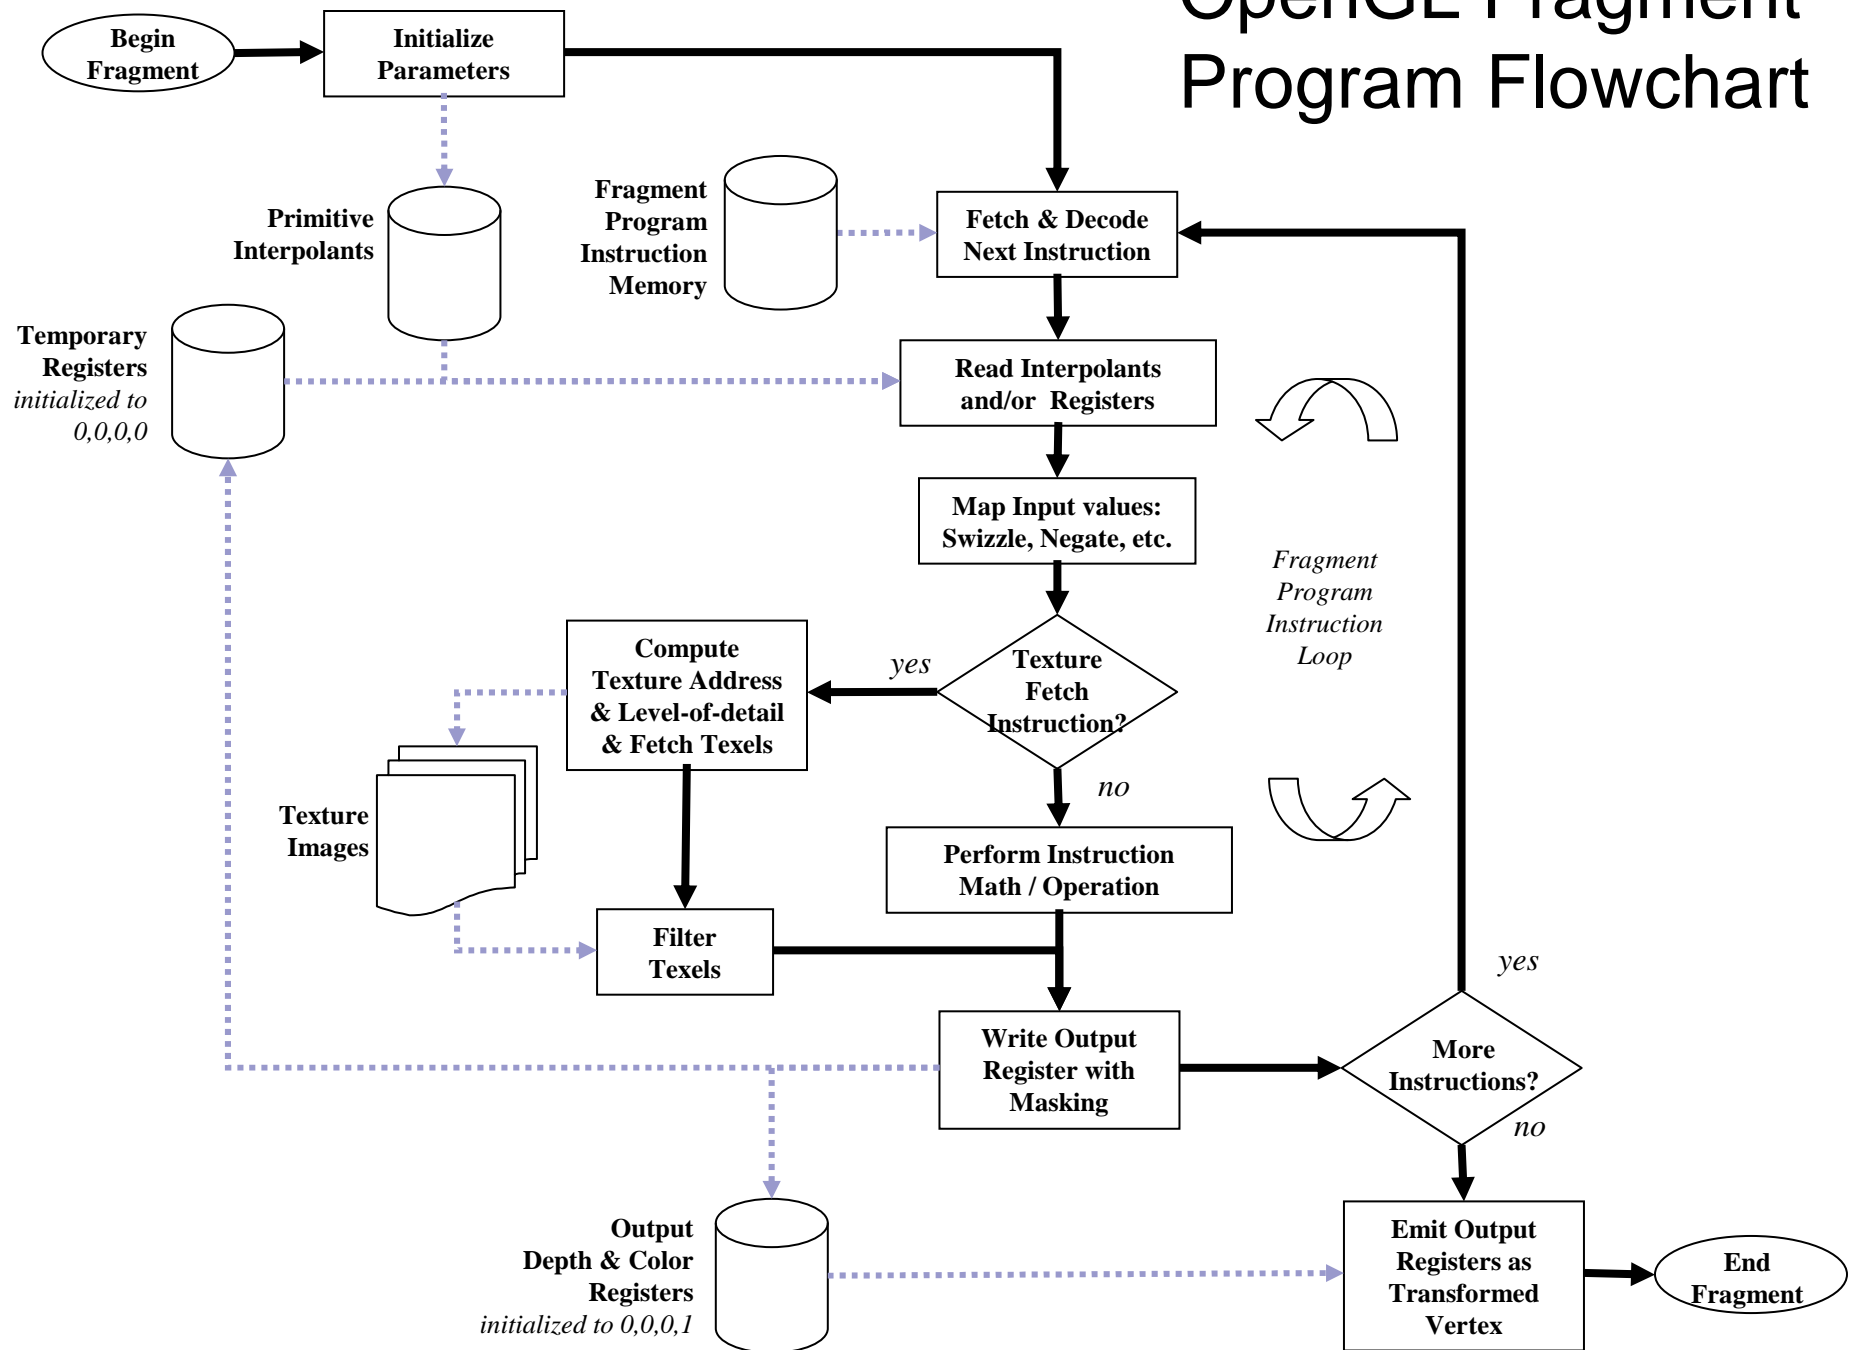 OpenGL Fragment
Program Flowchart
Begin
Fragment
Initialize
Parameters
Primitive
Interpolants
Fragment
Program
Instruction
Memory
Fetch & Decode
Next Instruction
Temporary
Registers
initialized to
0,0,0,0
Read Interpolants
and/or Registers
Map Input values:
Swizzle, Negate, etc.
Fragment
Program
Instruction
Loop
Compute
Texture Address
& Level-of-detail
& Fetch Texels
yes
Texture
Fetch
Instruction?
no
Texture
Images
Perform Instruction
Math / Operation
Filter
Texels
yes
Write Output
Register with
Masking
More
Instructions?
no
Output
Depth & Color
Registers
initialized to 0,0,0,1
Emit Output
Registers as
Transformed
Vertex
End
Fragment